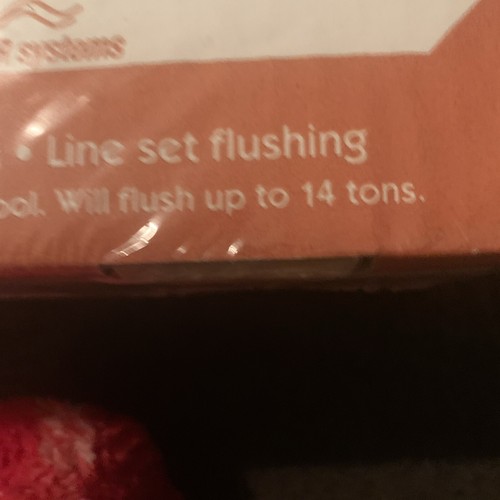 systems
• Line set flushing
Will flush up to 14 tons.